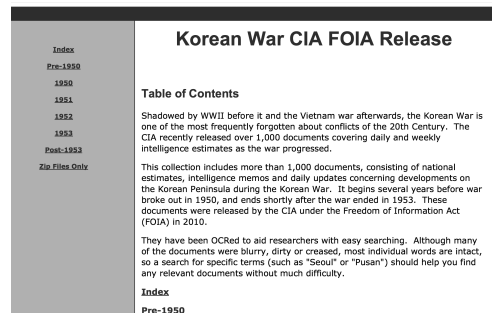 Index
Pre-1950
1950
1951
1952
1953
Post-1953
Zip Files Only
Korean War CIA FOIA Release
Table of Contents
Shadowed by WWII before it and the Vietnam war afterwards, the Korean War is
one of the most frequently forgotten about conflicts of the 20th Century. The
CIA recently released over 1,000 documents covering daily and weekly
intelligence estimates as the war progressed.
This collection includes more than 1,000 documents, consisting of national
estimates, intelligence memos and daily updates concerning developments on
the Korean Peninsula during the Korean War. It begins several years before war
broke out in 1950, and ends shortly after the war ended in 1953. These
documents were released by the CIA under the Freedom of Information Act
(FOIA) in 2010.
They have been OCRed to aid researchers with easy searching. Although many
of the documents were blurry, dirty or creased, most individual words are intact,
so a search for specific terms (such as "Seoul" or "Pusan") should help you find
any relevant documents without much difficulty.
Index
Pre-1950